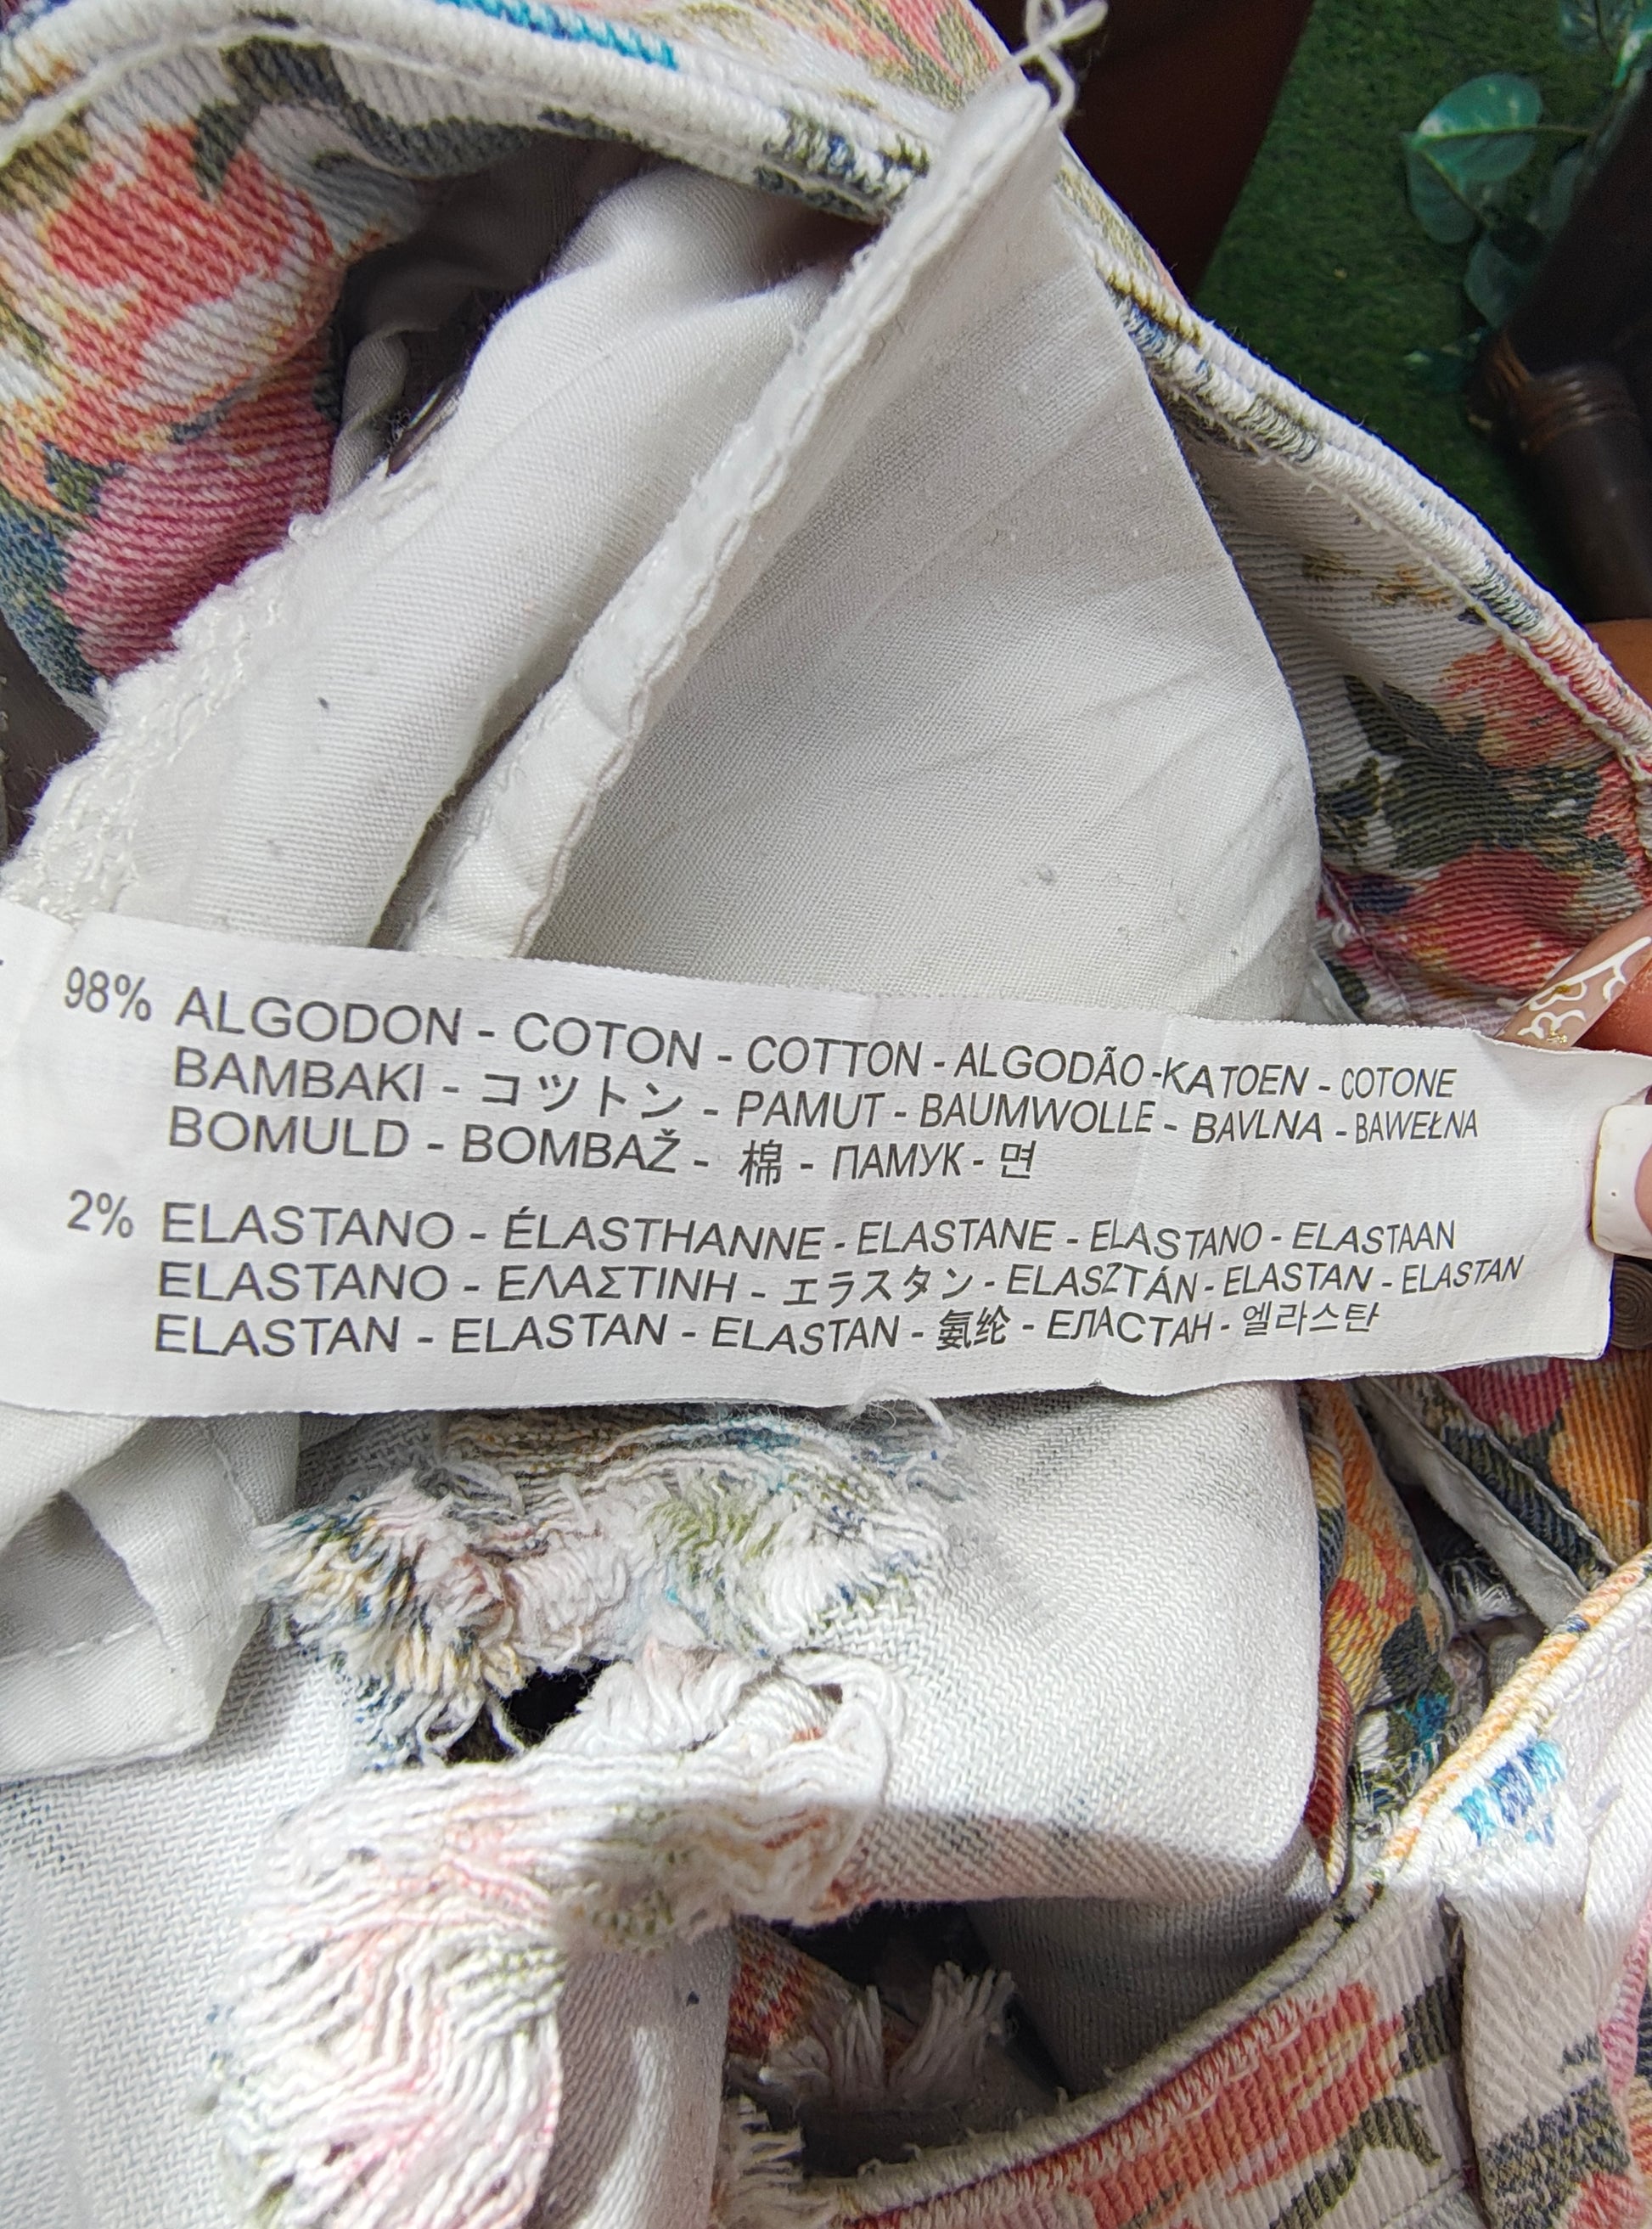 98% ALGODON - COTON - COTTON - ALGODÃO -KATOEN - COTONE
BAMBAKI - コットン - PAMUT - BAUMWOLLE - BAVLNA - BAWEŁNA
BOMULD - BOMBAŽ - 棉 - ПАМУК - 면
2% ELASTANO - ÉLASTHANNE - ELASTANE - ELASTANO - ELASTAAN
ELASTANO - ΕΛΑΣΤΙΝΗ - エラスタン - ELASZTÁN - ELASTAN - ELASTAN
ELASTAN - ELASTAN - ELASTAN - 氨纶 - ЕЛАСТАН - 엘라스탄